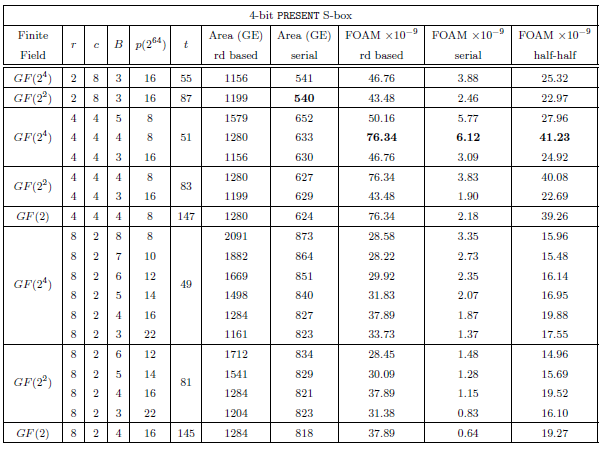 4-bit PRESENT S-box
Finite Field r c B p(2^64) t Area (GE) rd based Area (GE) serial FOAM ×10^−9 rd based FOAM ×10^−9 serial FOAM ×10^−9 half-half
GF(2^4) 2 8 3 16 55 1156 541 46.76 3.88 25.32
GF(2^2) 2 8 3 16 87 1199 540 43.48 2.46 22.97
4 4 5 8 1579 652 50.16 5.77 27.96
GF(2^4) 4 4 4 8 51 1280 633 76.34 6.12 41.23
4 4 3 16 1156 630 46.76 3.09 24.92
GF(2^2) 4 4 4 8 83 1280 627 76.34 3.83 40.08
4 4 3 16 1199 629 43.48 1.90 22.69
GF(2) 4 4 4 8 147 1280 624 76.34 2.18 39.26
8 2 8 8 2091 873 28.58 3.35 15.96
8 2 7 10 1882 864 28.22 2.73 15.48
8 2 6 12 1669 851 29.92 2.35 16.14
GF(2^4) 8 2 5 14 49 1498 840 31.83 2.07 16.95
8 2 4 16 1284 827 37.89 1.87 19.88
8 2 3 22 1161 823 33.73 1.37 17.55
8 2 6 12 1712 834 28.45 1.48 14.96
GF(2^2) 8 2 5 14 81 1541 829 30.09 1.28 15.69
8 2 4 16 1284 821 37.89 1.15 19.52
8 2 3 22 1204 823 31.38 0.83 16.10
GF(2) 8 2 4 16 145 1284 818 37.89 0.64 19.27